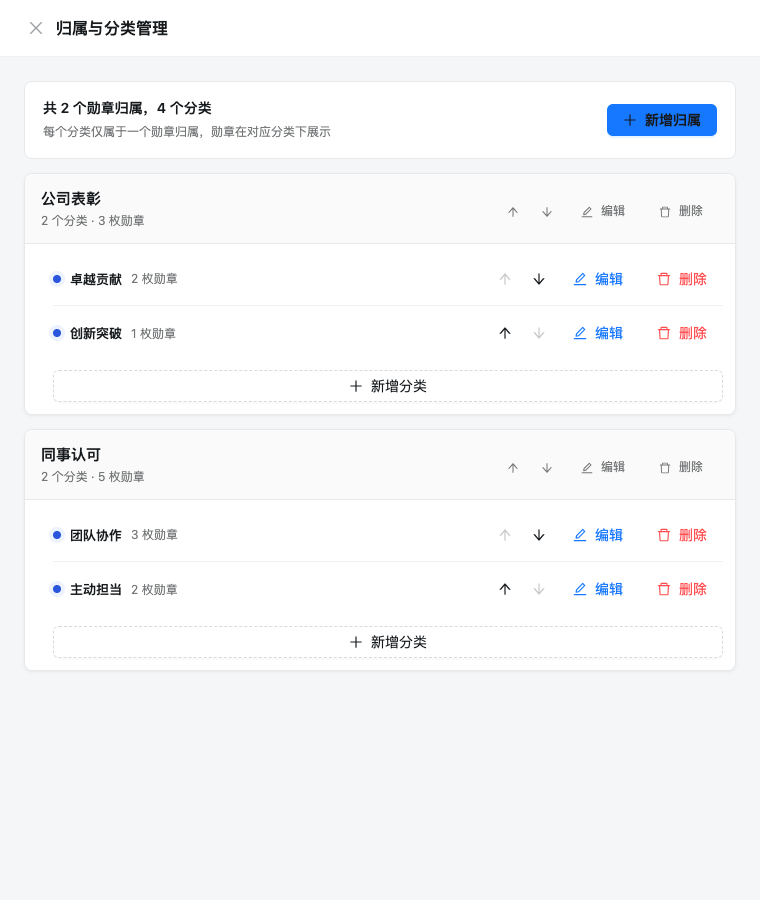 归属与分类管理
共 2 个勋章归属，4 个分类
每个分类仅属于一个勋章归属，勋章在对应分类下展示
新增归属
公司表彰
2 个分类 · 3 枚勋章
编辑 删除
卓越贡献 2 枚勋章 编辑 删除
创新突破 1 枚勋章 编辑 删除
新增分类
同事认可
2 个分类 · 5 枚勋章
编辑 删除
团队协作 3 枚勋章 编辑 删除
主动担当 2 枚勋章 编辑 删除
新增分类